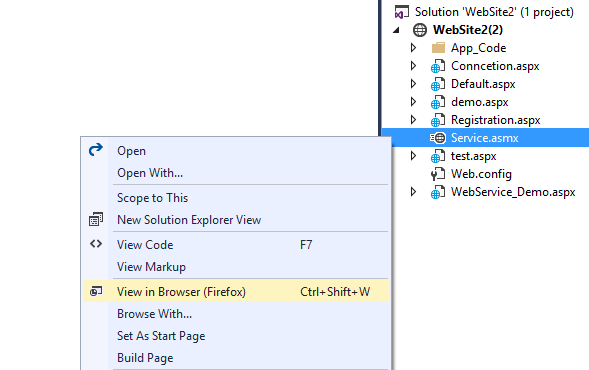 Solution 'WebSite2' (1 project)
WebSite2(2)
App_Code
Conncetion.aspx
Default.aspx
demo.aspx
Registration.aspx
Service.asmx
test.aspx
Web.config
WebService_Demo.aspx
Open
Open With...
Scope to This
New Solution Explorer View
View Code F7
View Markup
View in Browser (Firefox) Ctrl+Shift+W
Browse With...
Set As Start Page
Build Page